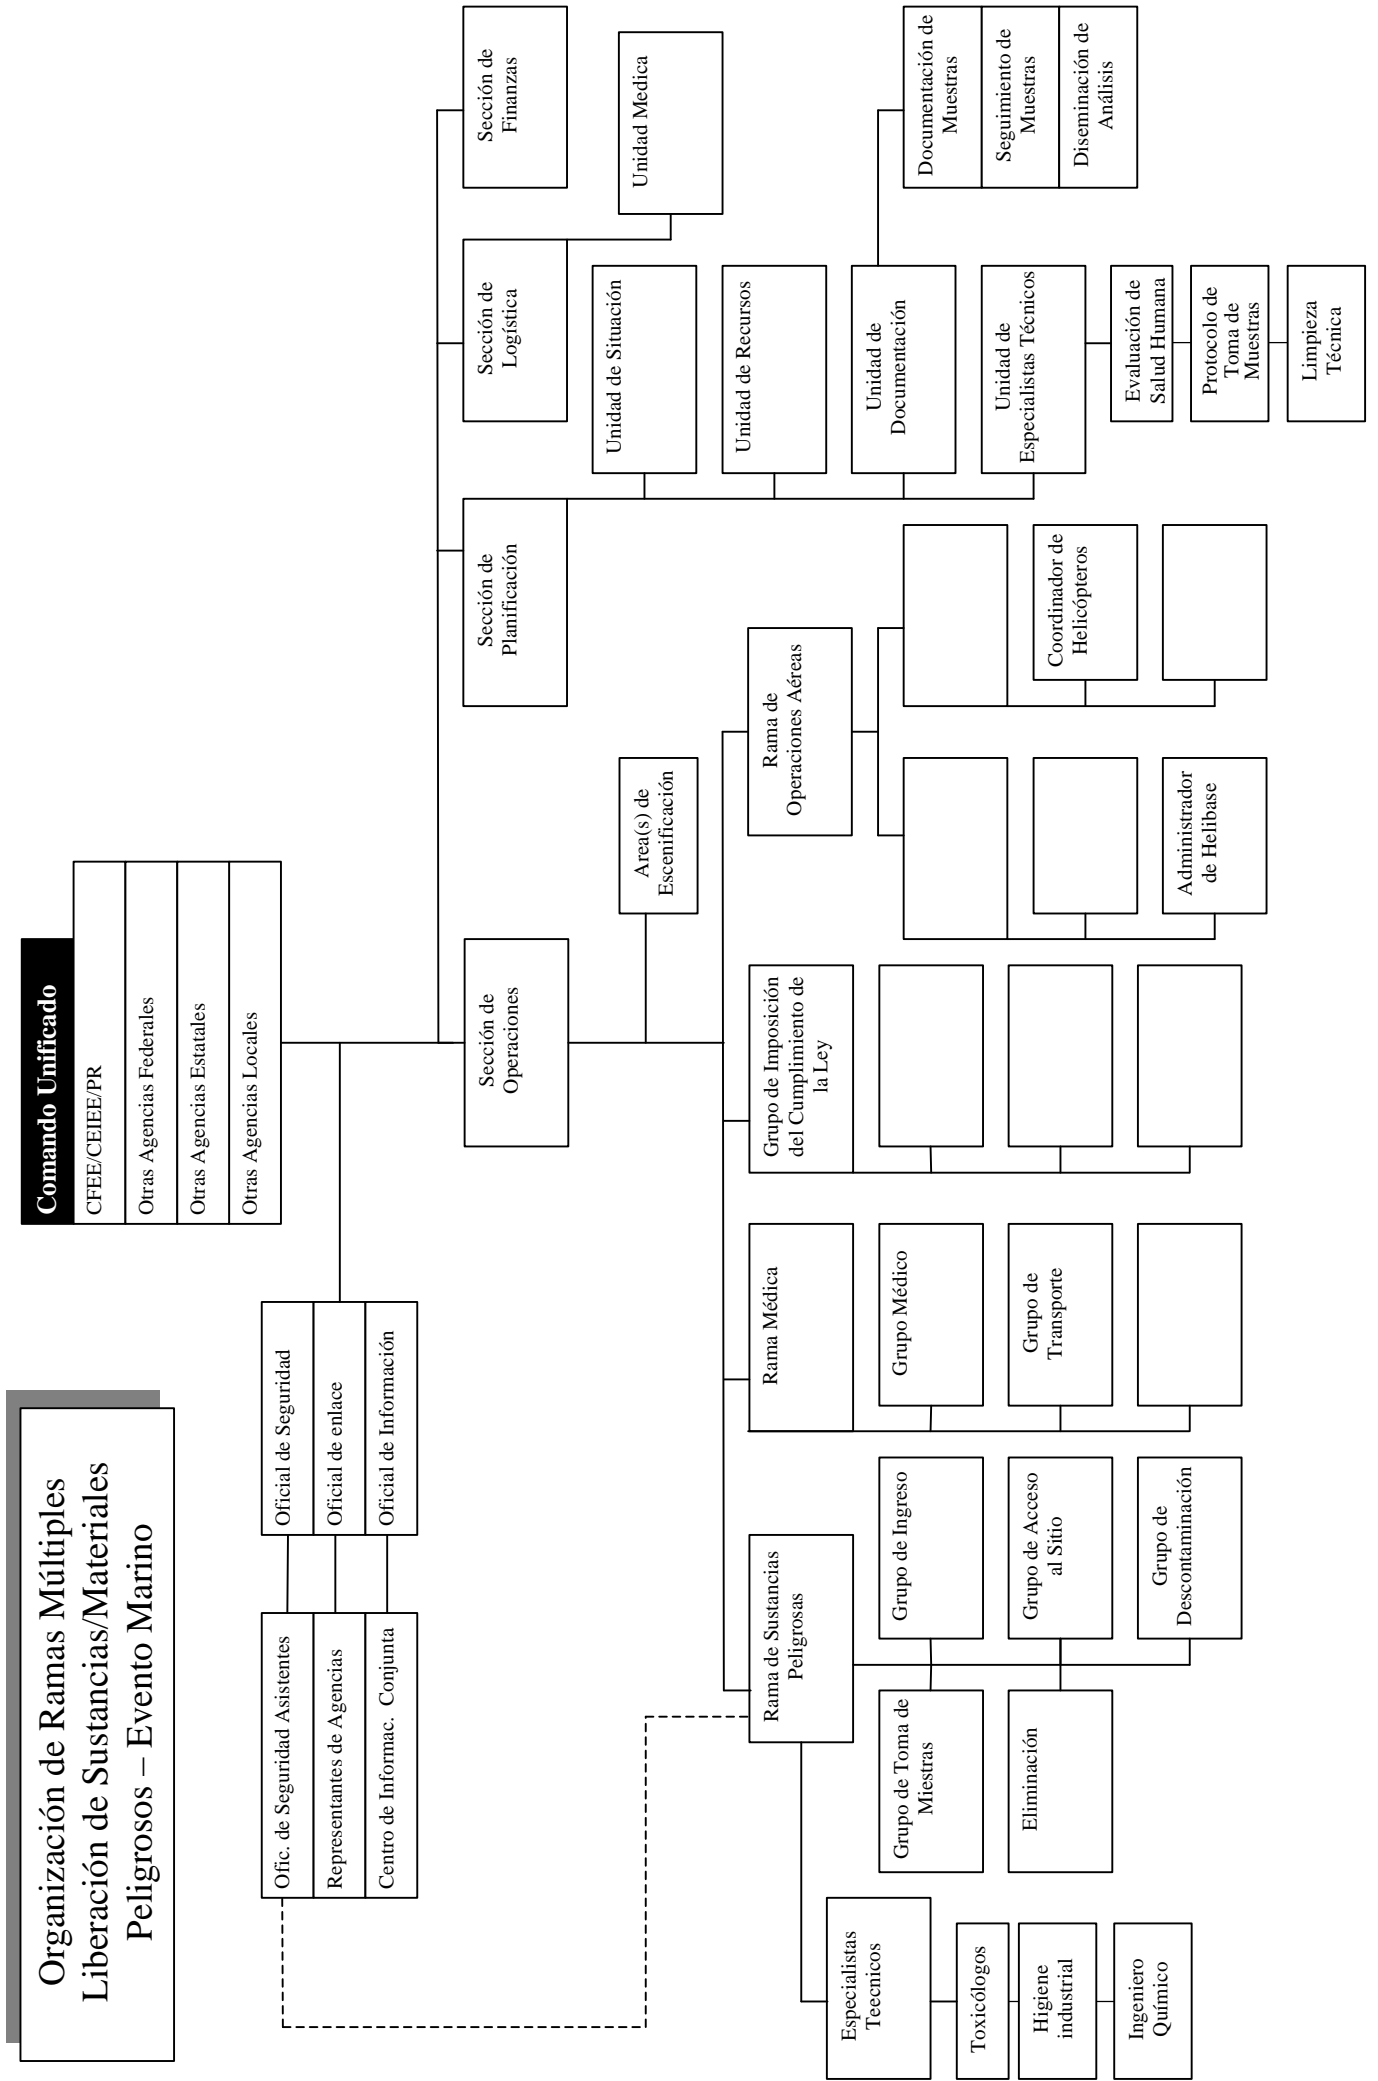 Organización de Ramas Múltiples
Liberación de Sustancias/Materiales
Peligrosos – Evento Marino
Comando Unificado
CFEE/CEIEE/PR
Otras Agencias Federales
Otras Agencias Estatales
Otras Agencias Locales
Ofic. de Seguridad Asistentes
Representantes de Agencias
Centro de Informac. Conjunta
Oficial de Seguridad
Oficial de enlace
Oficial de Información
Sección de
Operaciones
Sección de
Planificación
Sección de
Logística
Sección de
Finanzas
Area(s) de
Escenificación
Unidad de Situación
Unidad de Recursos
Unidad de
Documentación
Unidad de
Especialistas Técnicos
Unidad Medica
Documentación de
Muestras
Seguimiento de
Muestras
Diseminación de
Análisis
Evaluación de
Salud Humana
Protocolo de
Toma de
Muestras
Limpieza
Técnica
Rama de Sustancias
Peligrosas
Rama Médica
Grupo de Imposición
del Cumplimiento de
la Ley
Rama de
Operaciones Aéreas
Especialistas
Teecnicos
Toxicólogos
Higiene
industrial
Ingeniero
Químico
Grupo de Toma de
Miestras
Eliminación
Grupo de Ingreso
Grupo de Acceso
al Sitio
Grupo de
Descontaminación
Grupo Médico
Grupo de
Transporte
Administrador
de Helibase
Coordinador de
Helicópteros